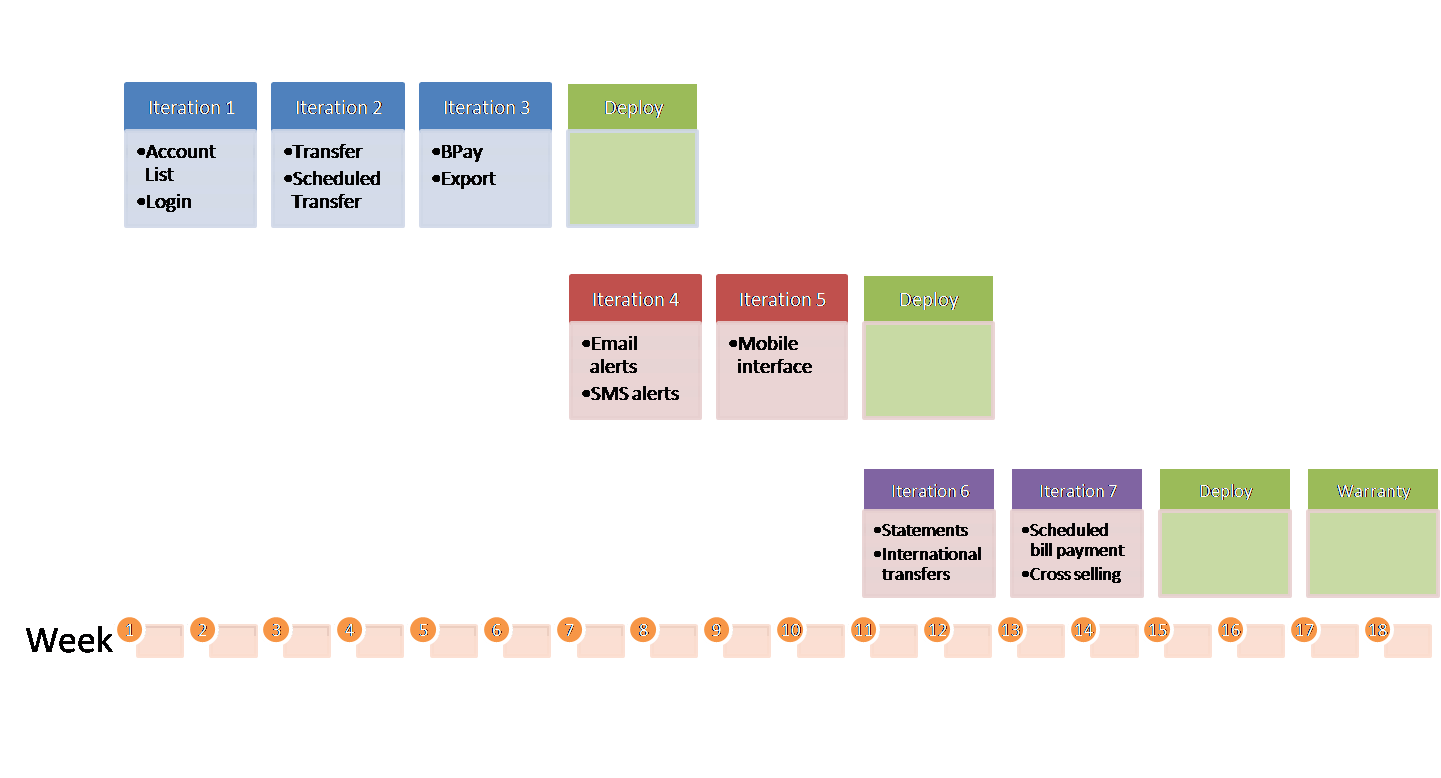 Iteration 1
Iteration 2
Iteration 3
Deploy
•Account
List
•Login
•Transfer
•Scheduled
Transfer
•BPay
•Export
Iteration 4
Iteration 5
Deploy
•Email
alerts
•SMS alerts
•Mobile
interface
Iteration 6
Iteration 7
Deploy
Warranty
•Statements
•International
transfers
•Scheduled
bill payment
•Cross selling
Week 1 2 3 4 5 6 7 8 9 10 11 12 13 14 15 16 17 18